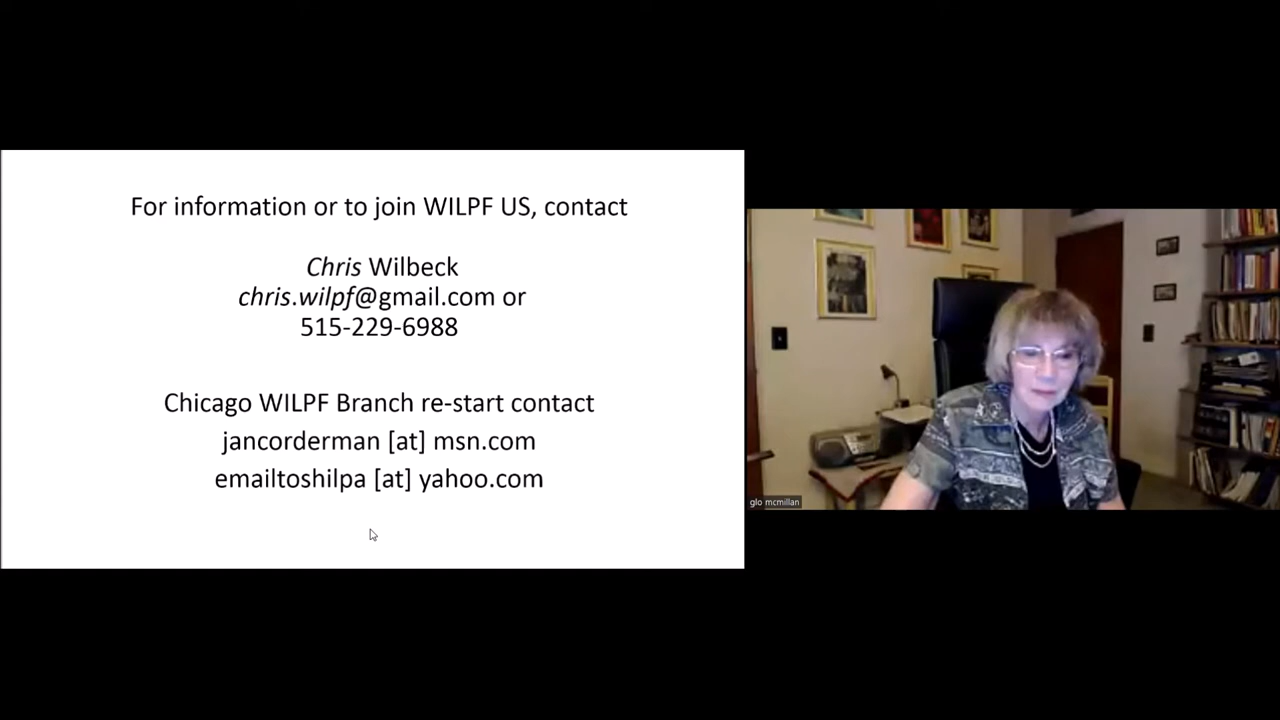 For information or to join WILPF US, contact
Chris Wilbeck
chris.wilpf@gmail.com or
515-229-6988
Chicago WILPF Branch re-start contact
jancorderman [at] msn.com
emailtoshilpa [at] yahoo.com
glo mcmillan